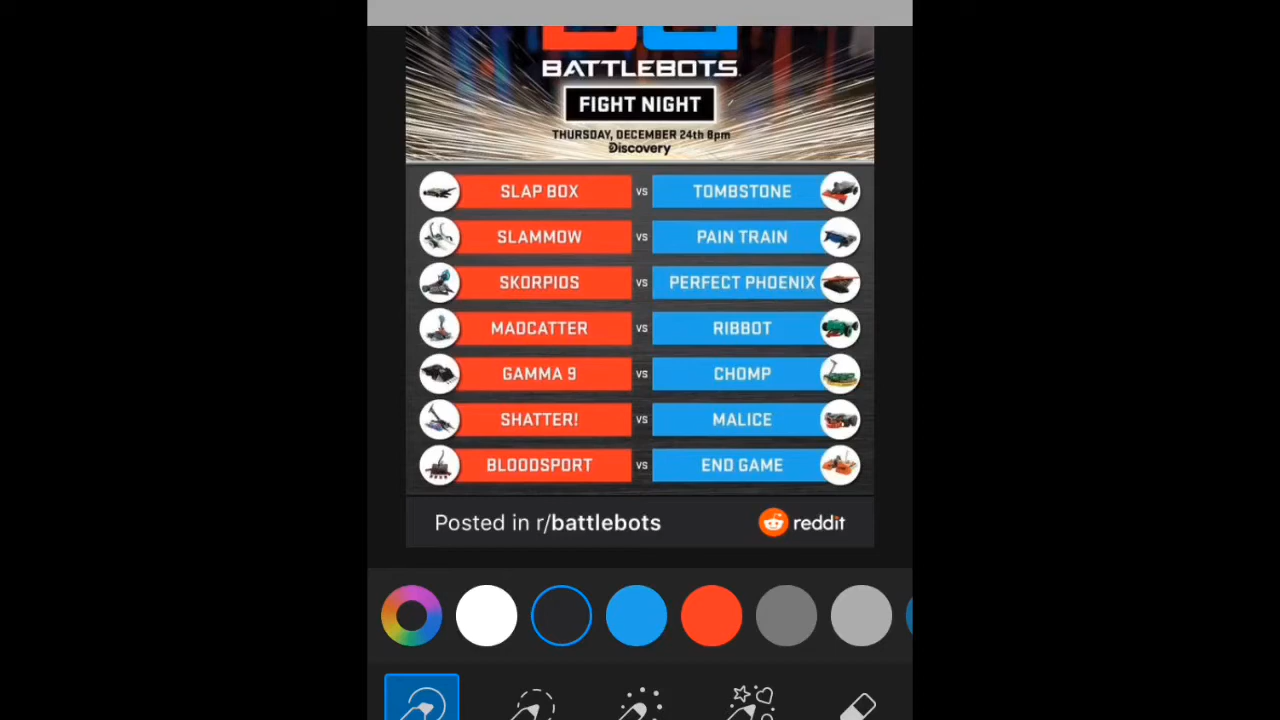 BATTLEBOTS
FIGHT NIGHT
THURSDAY, DECEMBER 24th 8pm
Discovery
SLAP BOX vs TOMBSTONE
SLAMMOW vs PAIN TRAIN
SKORPIOS vs PERFECT PHOENIX
MADCATTER vs RIBBOT
GAMMA 9 vs CHOMP
SHATTER! vs MALICE
BLOODSPORT vs END GAME
Posted in r/battlebots reddit